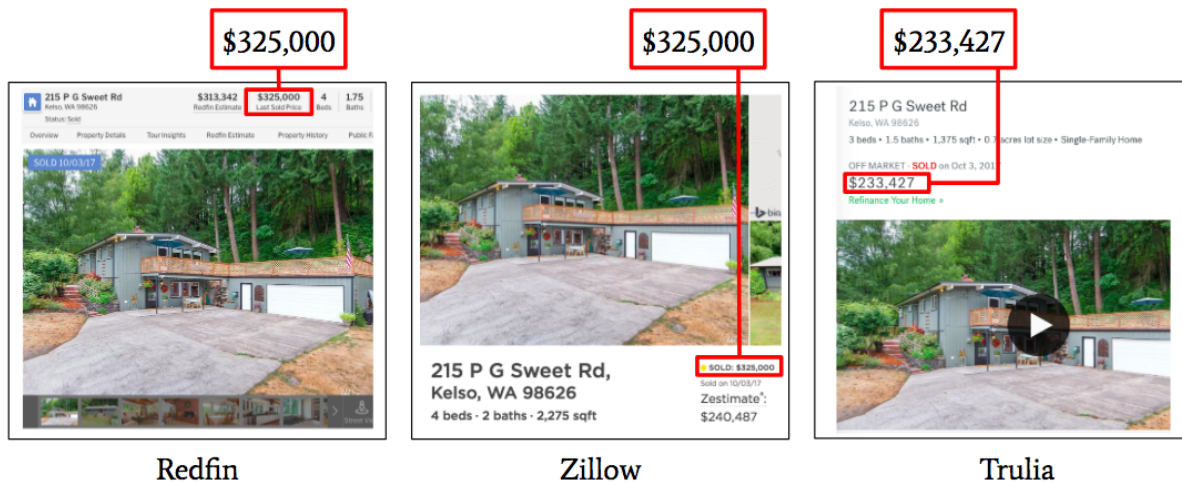 $325,000
$325,000
$233,427
215 P G Sweet Rd
Kelso, WA 98626
Status: Sold
$313,342
Redfin Estimate
$325,000
Last Sold Price
4
Beds
1.75
Baths
Overview Property Details Tour Insights Redfin Estimate Property History Public
SOLD 10/03/17
Street
Redfin
215 P G Sweet Rd,
Kelso, WA 98626
4 beds · 2 baths · 2,275 sqft
SOLD: $325,000
Sold on 10/03/17
Zestimate®:
$240,487
Zillow
215 P G Sweet Rd
Kelso, WA 98626
3 beds • 1.5 baths • 1,375 sqft • acres lot size • Single-Family Home
OFF MARKET - SOLD on Oct 3,
$233,427
Refinance Your Home »
Trulia